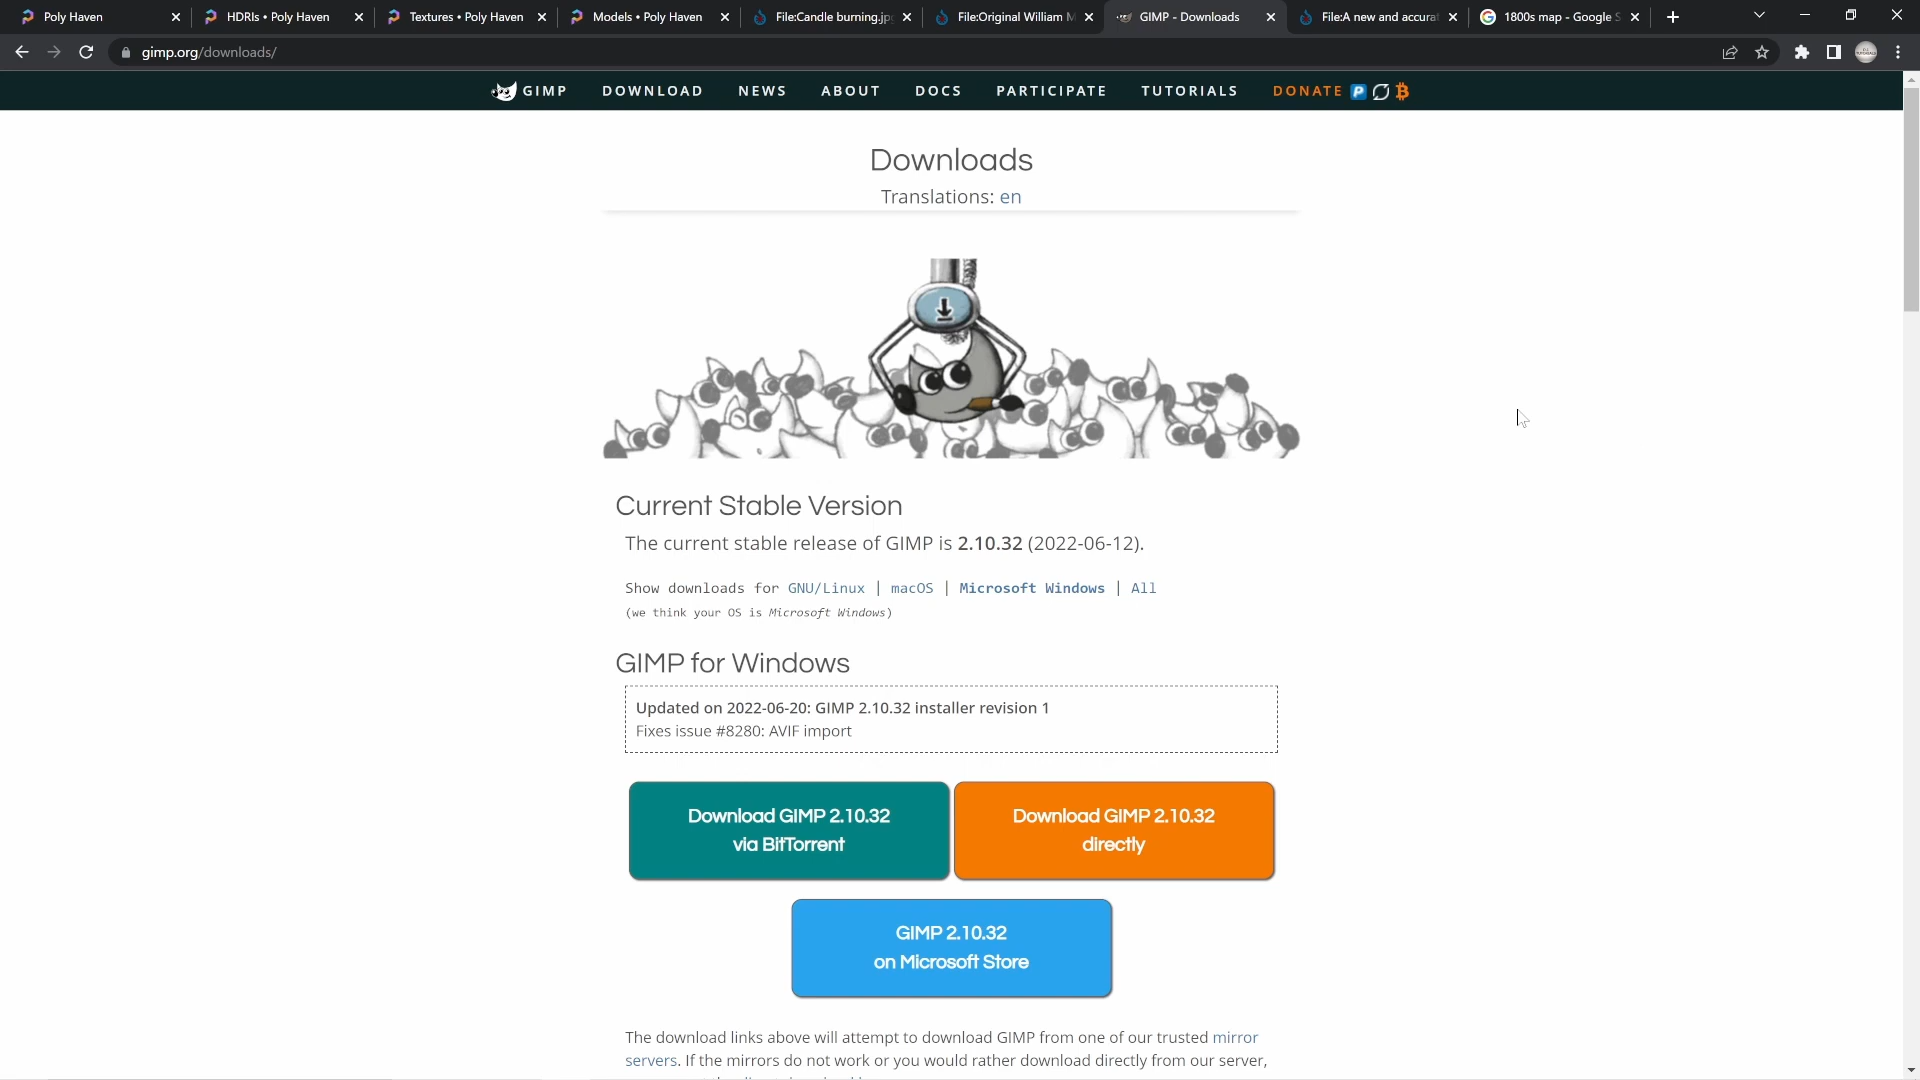 Poly Haven
HDRIs • Poly Haven
Textures • Poly Haven
Models • Poly Haven
File:Candle burning.jp
File:Original William M
GIMP - Downloads
File:A new and accurat
1800s map - Google S
gimp.org/downloads/
GIMP
DOWNLOAD
NEWS
ABOUT
DOCS
PARTICIPATE
TUTORIALS
DONATE
Downloads
Translations: en
Current Stable Version
The current stable release of GIMP is 2.10.32 (2022-06-12).
Show downloads for GNU/Linux | macOS | Microsoft Windows | All
(we think your OS is Microsoft Windows)
GIMP for Windows
Updated on 2022-06-20: GIMP 2.10.32 installer revision 1
Fixes issue #8280: AVIF import
Download GIMP 2.10.32
via BitTorrent
Download GIMP 2.10.32
directly
GIMP 2.10.32
on Microsoft Store
The download links above will attempt to download GIMP from one of our trusted mirror
servers. If the mirrors do not work or you would rather download directly from our server,